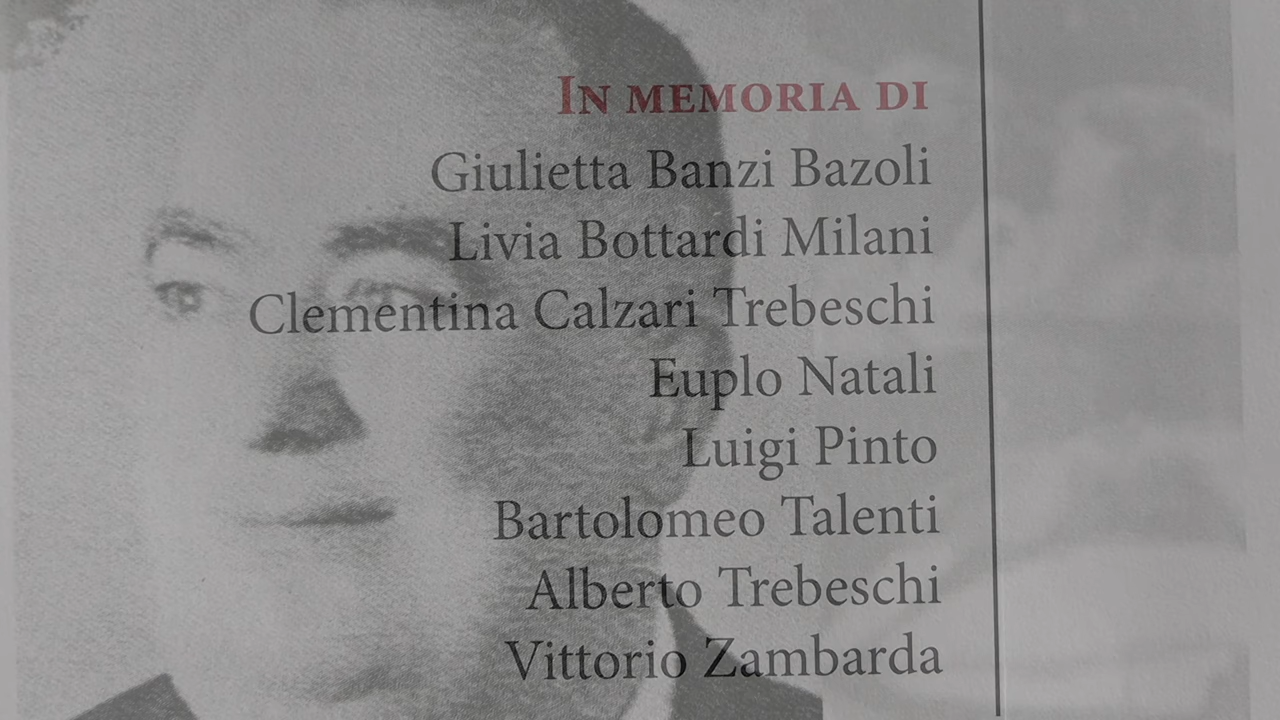 In memoria di
Giulietta Banzi Bazoli
Livia Bottardi Milani
Clementina Calzari Trebeschi
Euplo Natali
Luigi Pinto
Bartolomeo Talenti
Alberto Trebeschi
Vittorio Zambarda